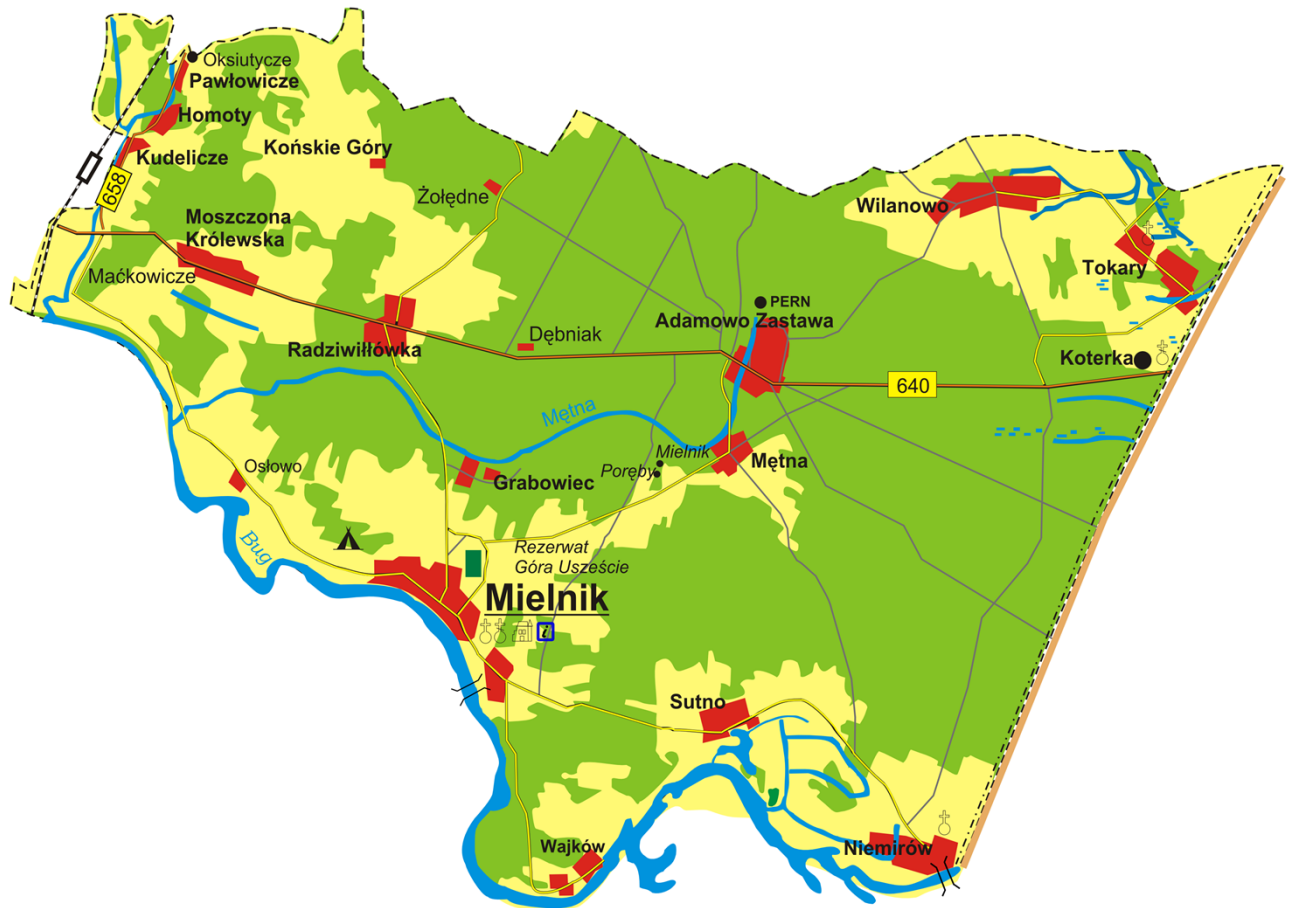 Oksiutycze
Pawłowicze
Homoty
Kudelicze
658
Końskie Góry
Żołędne
Moszczona
Królewska
Maćkowicze
Wilanowo
Tokary
PERN
Adamowo Zastawa
Radziwiłłówka
Dębniak
Koterka
640
Mętna
Mielnik
Poręby
Mętna
Osłowo
Grabowiec
Bug
Rezerwat
Góra Uszeście
Mielnik
i
Sutno
Wajków
Niemirów